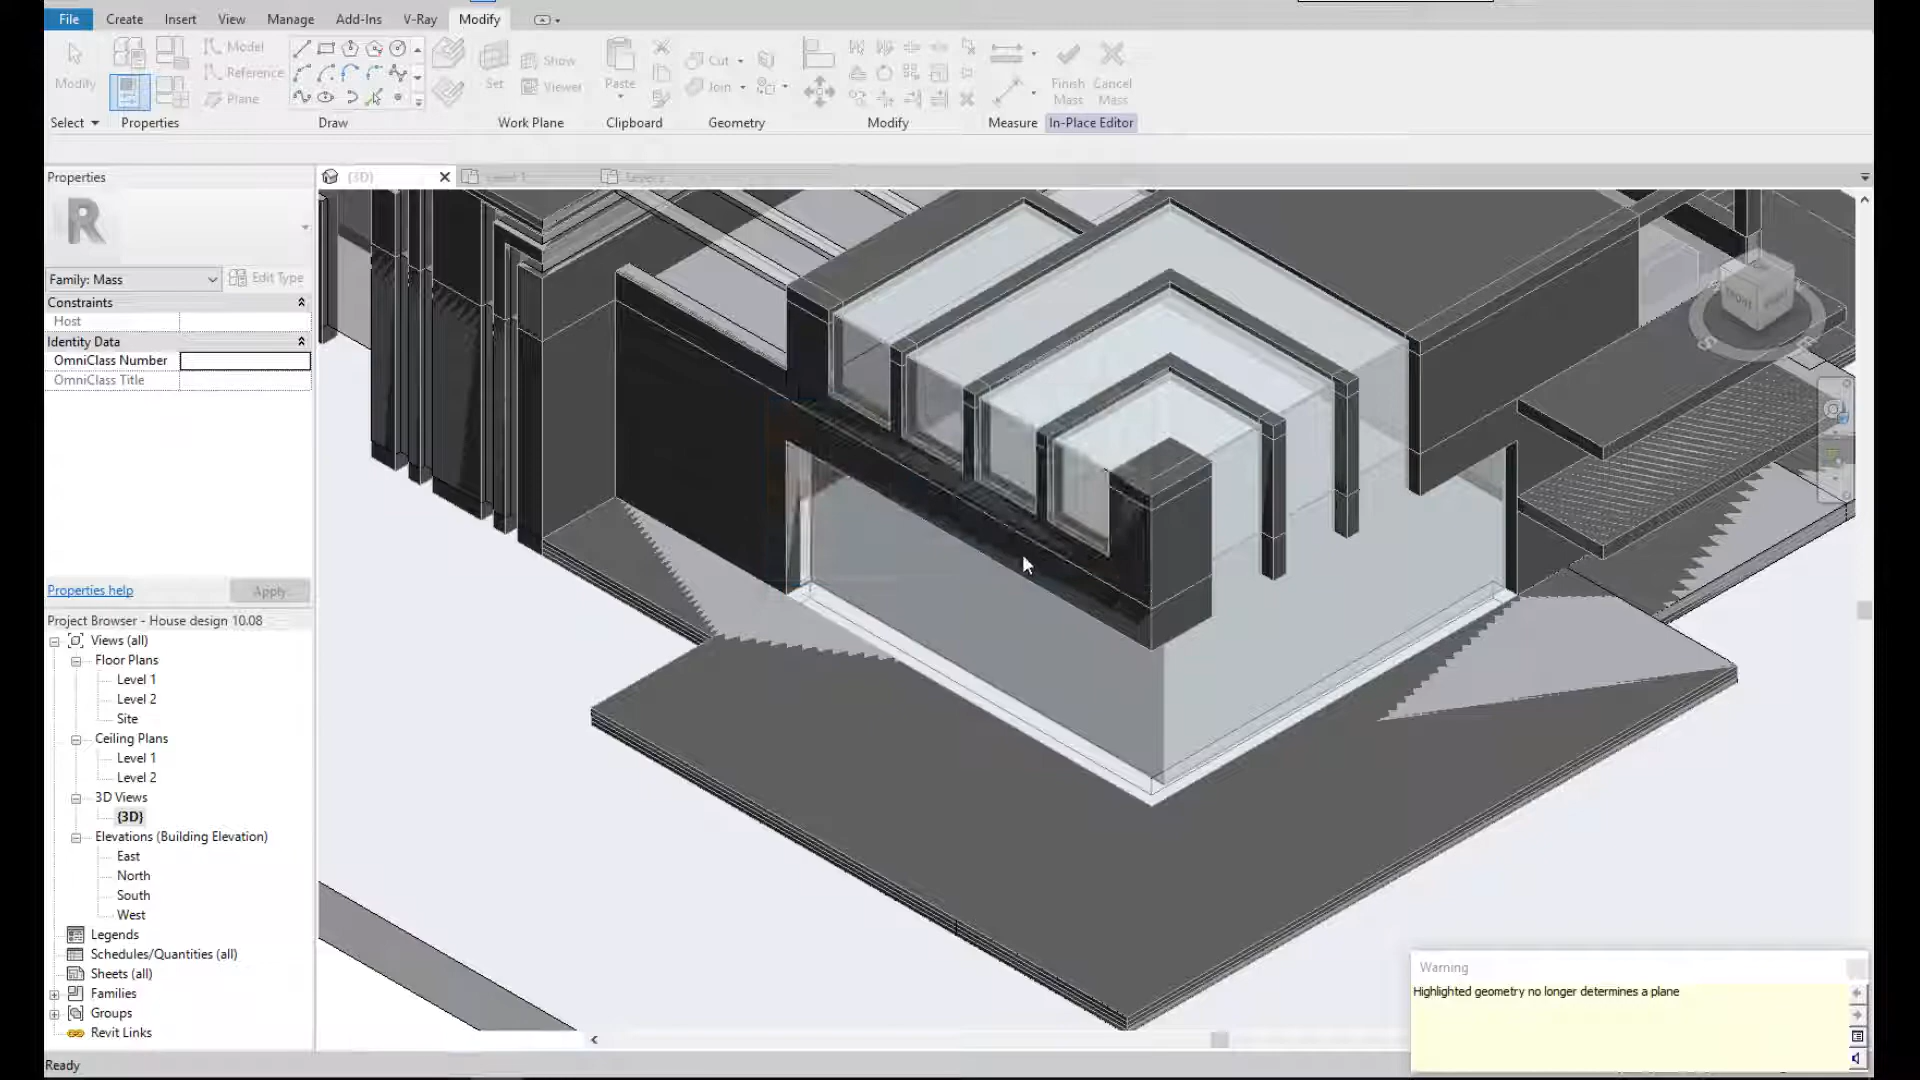 File Create Insert View Manage Add-Ins V-Ray Modify
Modify
Model
Reference
Plane
Set
Show
Viewer
Paste
Cut
Join
Finish Mass
Cancel Mass
Select Properties Draw Work Plane Clipboard Geometry Modify Measure In-Place Editor
Properties
{3D}
Level 1
R
Family: Mass
Edit Type
Constraints
Host
Identity Data
OmniClass Number
OmniClass Title
FRONT
Properties help
Apply
Project Browser - House design 10.08
Views (all)
Floor Plans
Level 1
Level 2
Site
Ceiling Plans
Level 1
Level 2
3D Views
{3D}
Elevations (Building Elevation)
East
North
South
West
Legends
Schedules/Quantities (all)
Sheets (all)
Families
Groups
Revit Links
Warning
Highlighted geometry no longer determines a plane
Ready